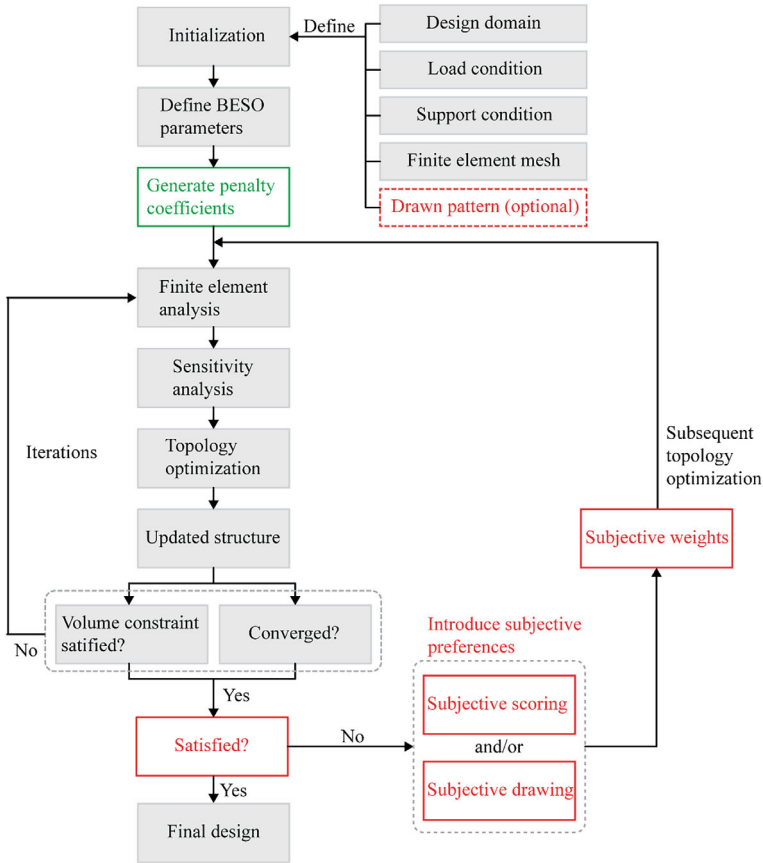 Initialization
Define
Design domain
Load condition
Support condition
Finite element mesh
Drawn pattern (optional)
Define BESO
parameters
Generate penalty
coefficients
Finite element
analysis
Sensitivity
analysis
Iterations
Topology
optimization
Subsequent
topology
optimization
Updated structure
Subjective weights
Volume constraint
satified?
Converged?
No
Introduce subjective
preferences
Yes
Subjective scoring
Satisfied?
No
and/or
Subjective drawing
Yes
Final design